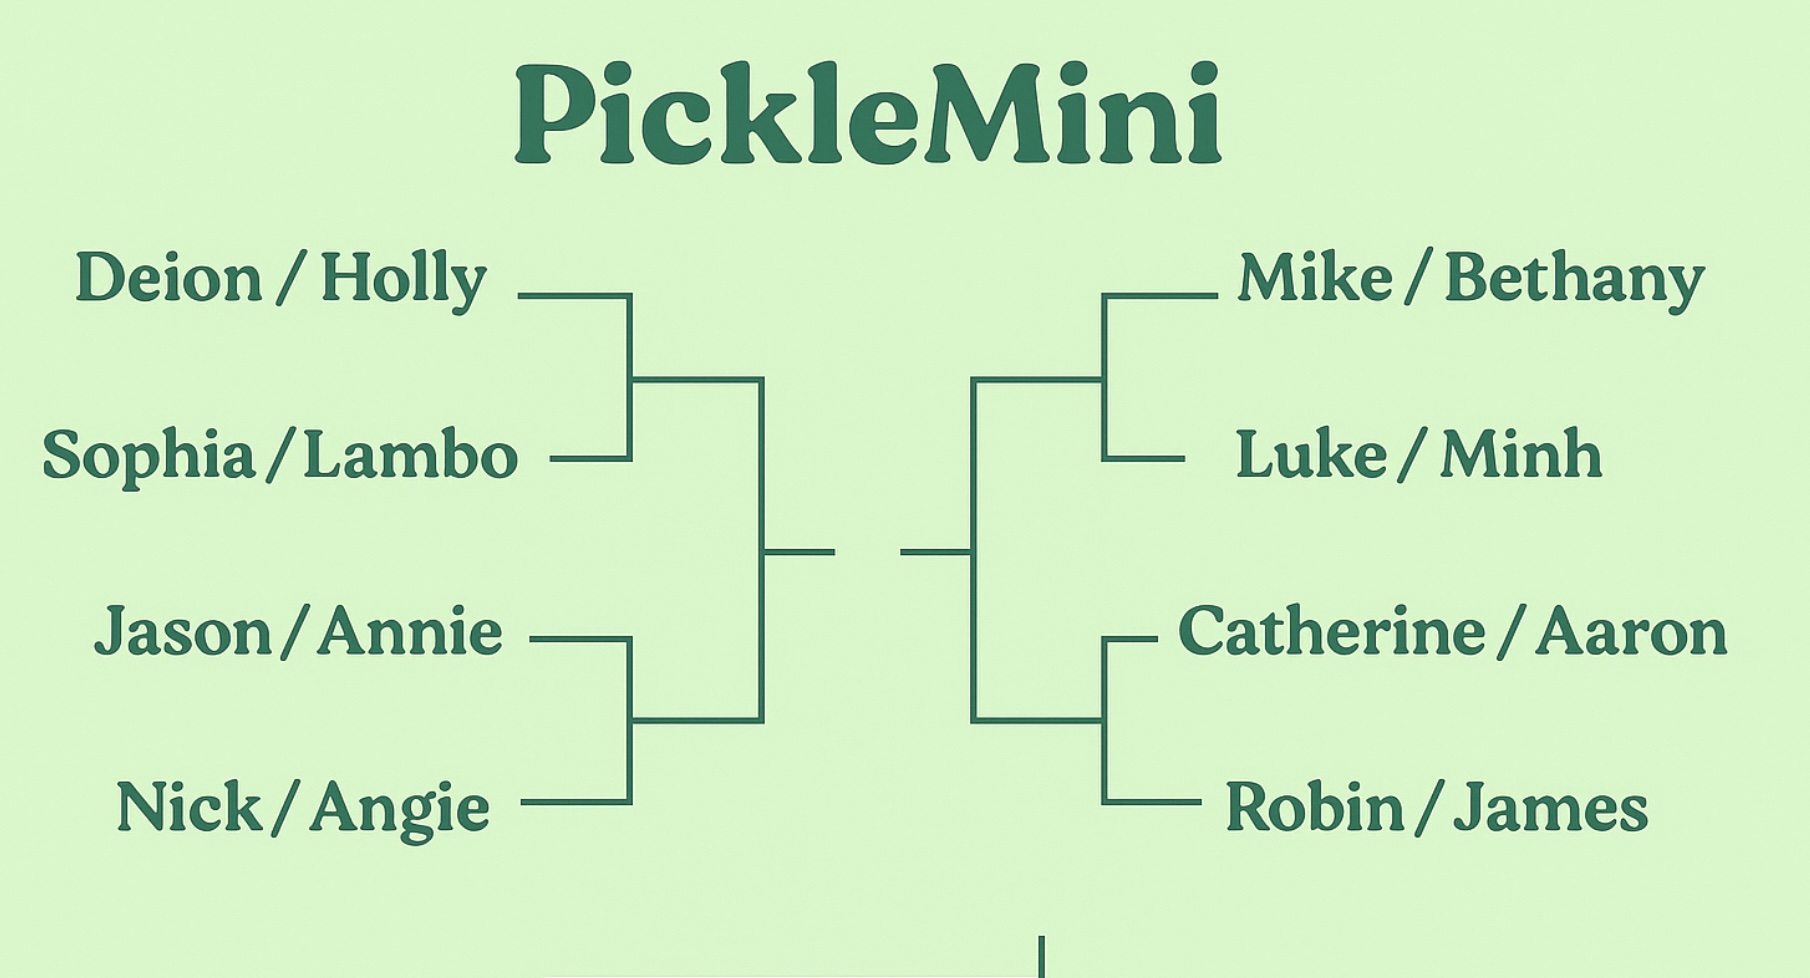 PickleMini
Deion / Holly
Sophia / Lambo
Jason / Annie
Nick / Angie
Mike / Bethany
Luke / Minh
Catherine / Aaron
Robin / James